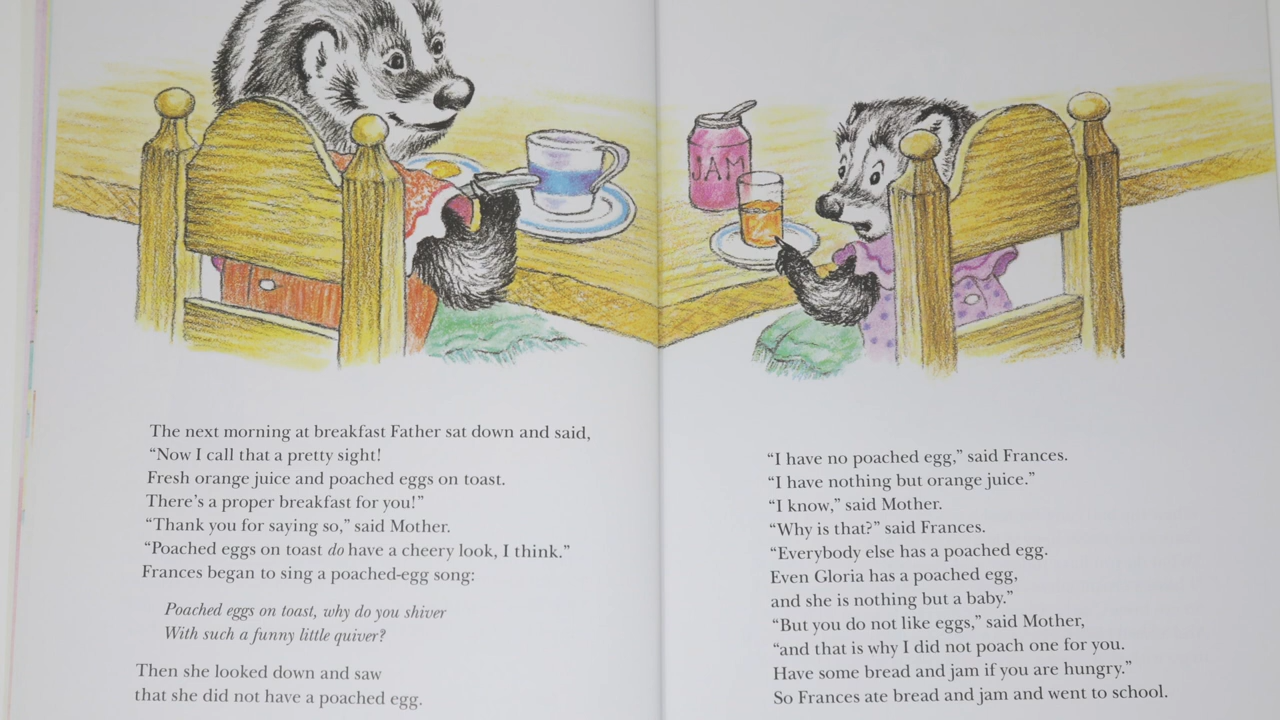 JAM
The next morning at breakfast Father sat down and said,
“Now I call that a pretty sight!
Fresh orange juice and poached eggs on toast.
There’s a proper breakfast for you!”
“Thank you for saying so,” said Mother.
“Poached eggs on toast do have a cheery look, I think.”
Frances began to sing a poached-egg song:
Poached eggs on toast, why do you shiver
With such a funny little quiver?
Then she looked down and saw
that she did not have a poached egg.
“I have no poached egg,” said Frances.
“I have nothing but orange juice.”
“I know,” said Mother.
“Why is that?” said Frances.
“Everybody else has a poached egg.
Even Gloria has a poached egg,
and she is nothing but a baby.”
“But you do not like eggs,” said Mother,
“and that is why I did not poach one for you.
Have some bread and jam if you are hungry.”
So Frances ate bread and jam and went to school.